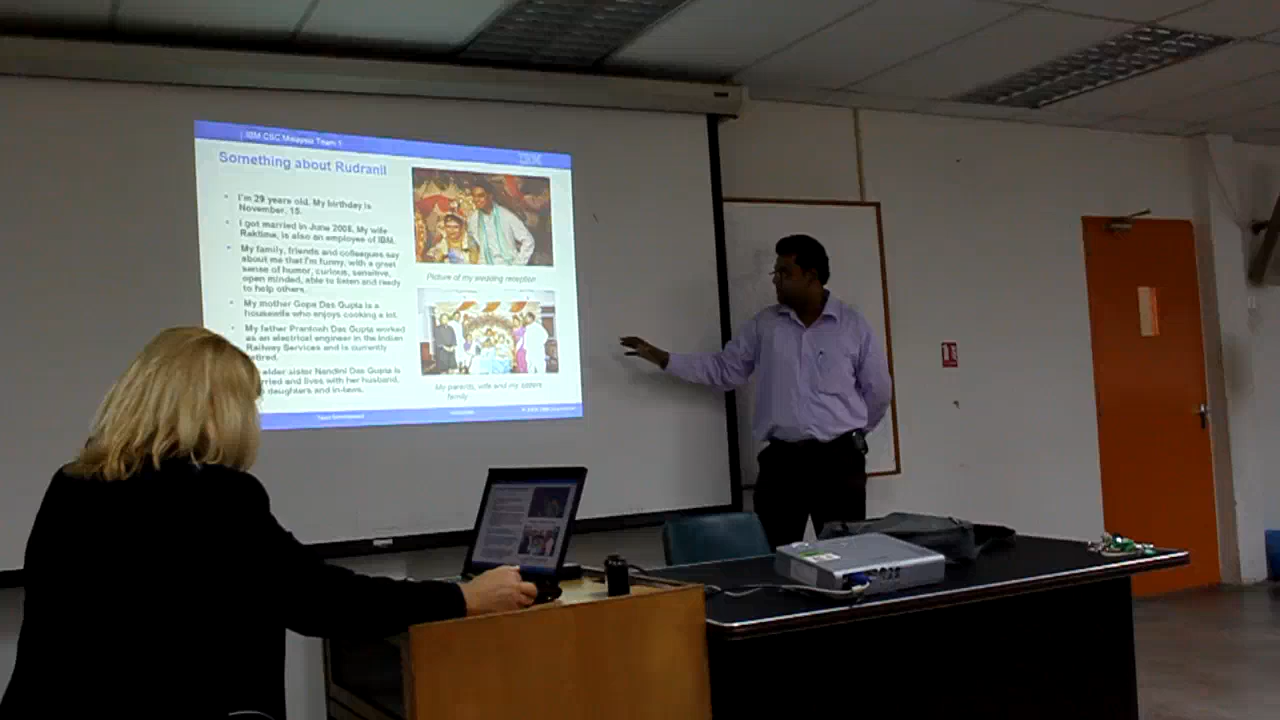 | IBM CSC Malaysia Team 1
IBM
Something about Rudranil
I'm 29 years old. My birthday is
November, 15.
I got married in June 2008. My wife
Raktima, is also an employee of IBM.
My family, friends and colleagues say
about me that I'm funny, with a great
sense of humor, curious, sensitive,
open minded, able to listen and ready
to help others.
My mother Gopa Das Gupta is a
housewife who enjoys cooking a lot.
My father Prantosh Das Gupta worked
as an electrical engineer in the Indian
Railway Services and is currently
retired.
elder sister Nandini Das Gupta is
rried and lives with her husband,
daughters and in-laws.
Picture of my wedding reception
My parents, wife and my sisters
family